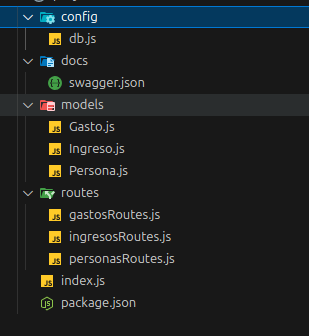 config
JS db.js
docs
swagger.json
models
JS Gasto.js
JS Ingreso.js
JS Persona.js
routes
JS gastosRoutes.js
JS ingresosRoutes.js
JS personasRoutes.js
JS index.js
package.json